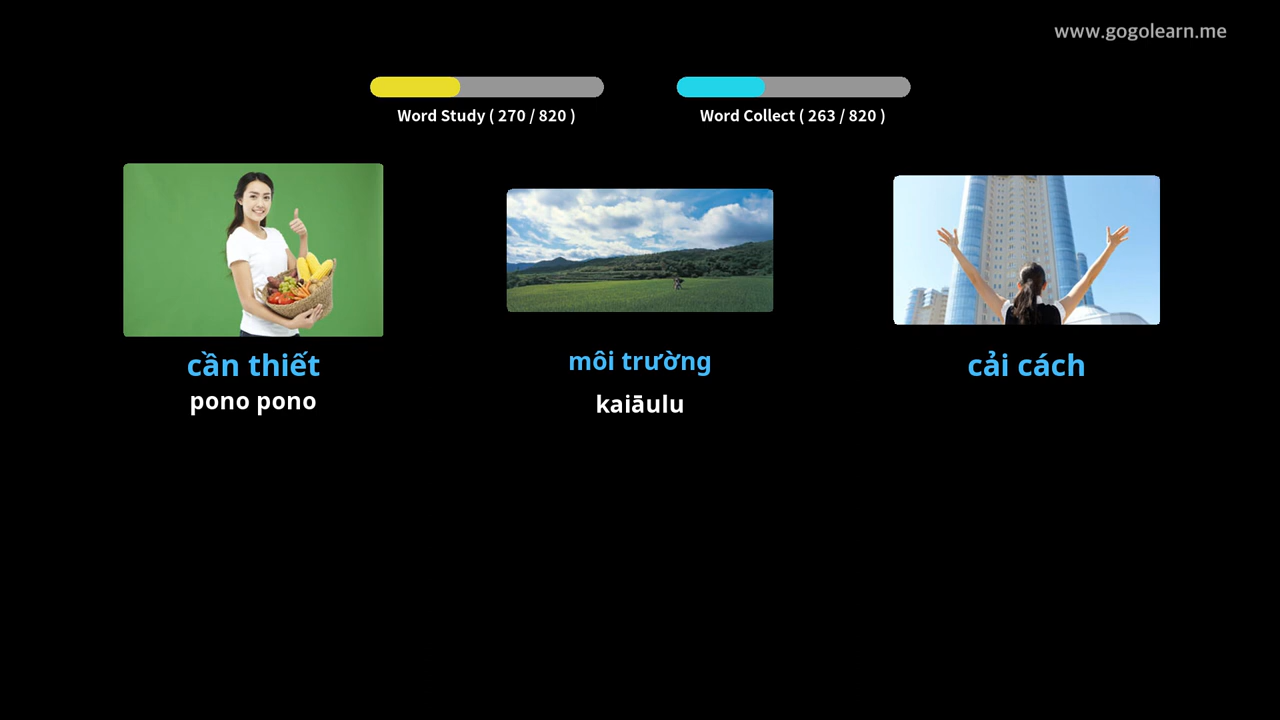 www.gogolearn.me
Word Study ( 270 / 820 )
Word Collect ( 263 / 820 )
cần thiết
pono pono
môi trường
kaiāulu
cải cách